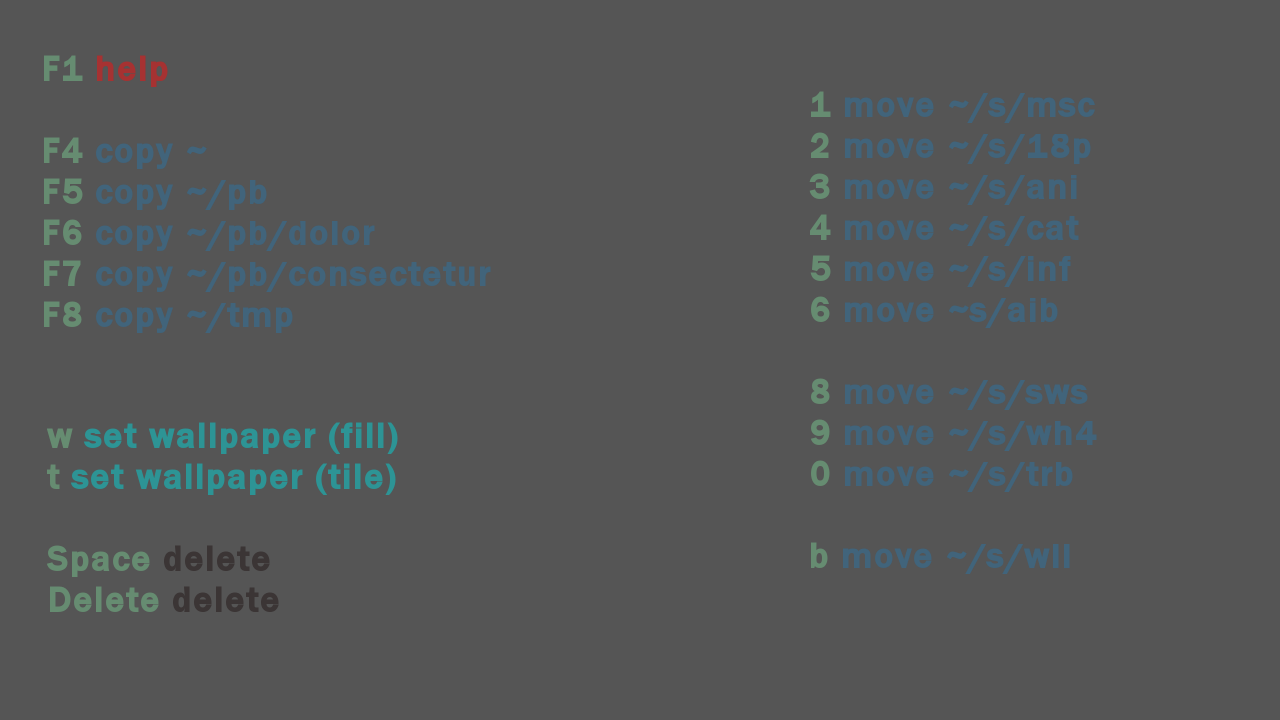 F1 help
F4 copy ~
F5 copy ~/pb
F6 copy ~/pb/dolor
F7 copy ~/pb/consectetur
F8 copy ~/tmp
w set wallpaper (fill)
t set wallpaper (tile)
Space delete
Delete delete
1 move ~/s/msc
2 move ~/s/18p
3 move ~/s/ani
4 move ~/s/cat
5 move ~/s/inf
6 move ~s/aib
8 move ~/s/sws
9 move ~/s/wh4
0 move ~/s/trb
b move ~/s/wll